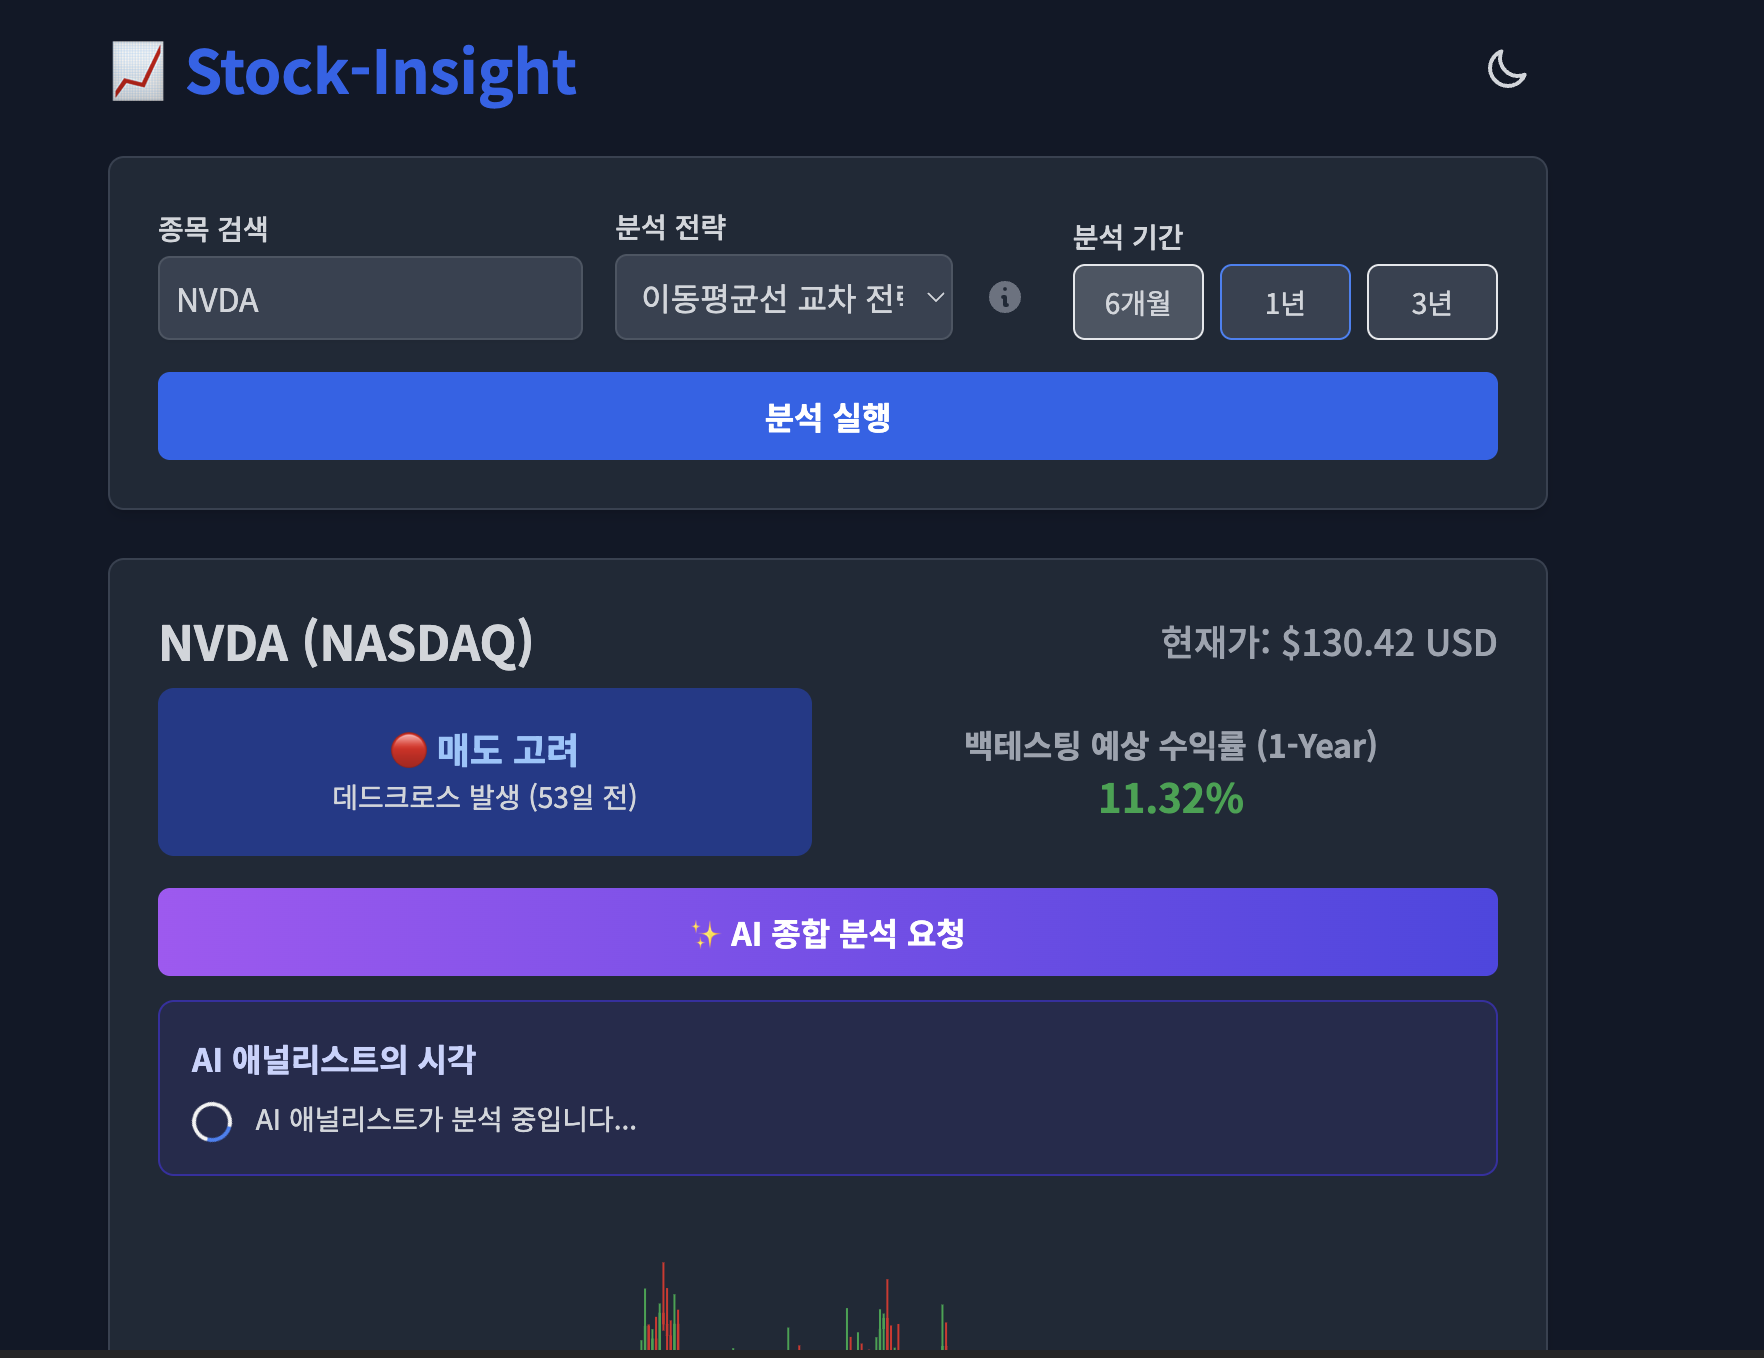 📈 Stock-Insight
종목 검색
분석 전략
분석 기간
NVDA
이동평균선 교차
6개월
1년
3년
분석 실행
NVDA (NASDAQ)
현재가: $130.42 USD
🔴 매도 고려
데드크로스 발생 (53일 전)
백테스팅 예상 수익률 (1-Year)
11.32%
✨ AI 종합 분석 요청
AI 애널리스트의 시각
AI 애널리스트가 분석 중입니다...